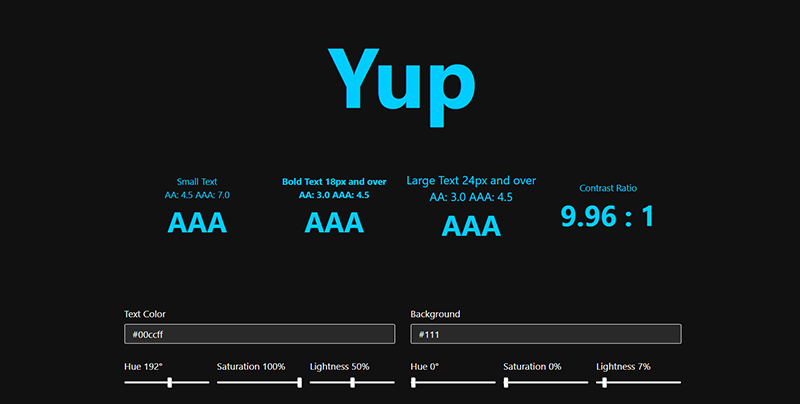 Yup
Small Text
AA: 4.5 AAA: 7.0
AAA
Bold Text 18px and over
AA: 3.0 AAA: 4.5
AAA
Large Text 24px and over
AA: 3.0 AAA: 4.5
AAA
Contrast Ratio
9.96 : 1
Text Color
#00ccff
Hue 192°
Saturation 100%
Lightness 50%
Background
#111
Hue 0°
Saturation 0%
Lightness 7%